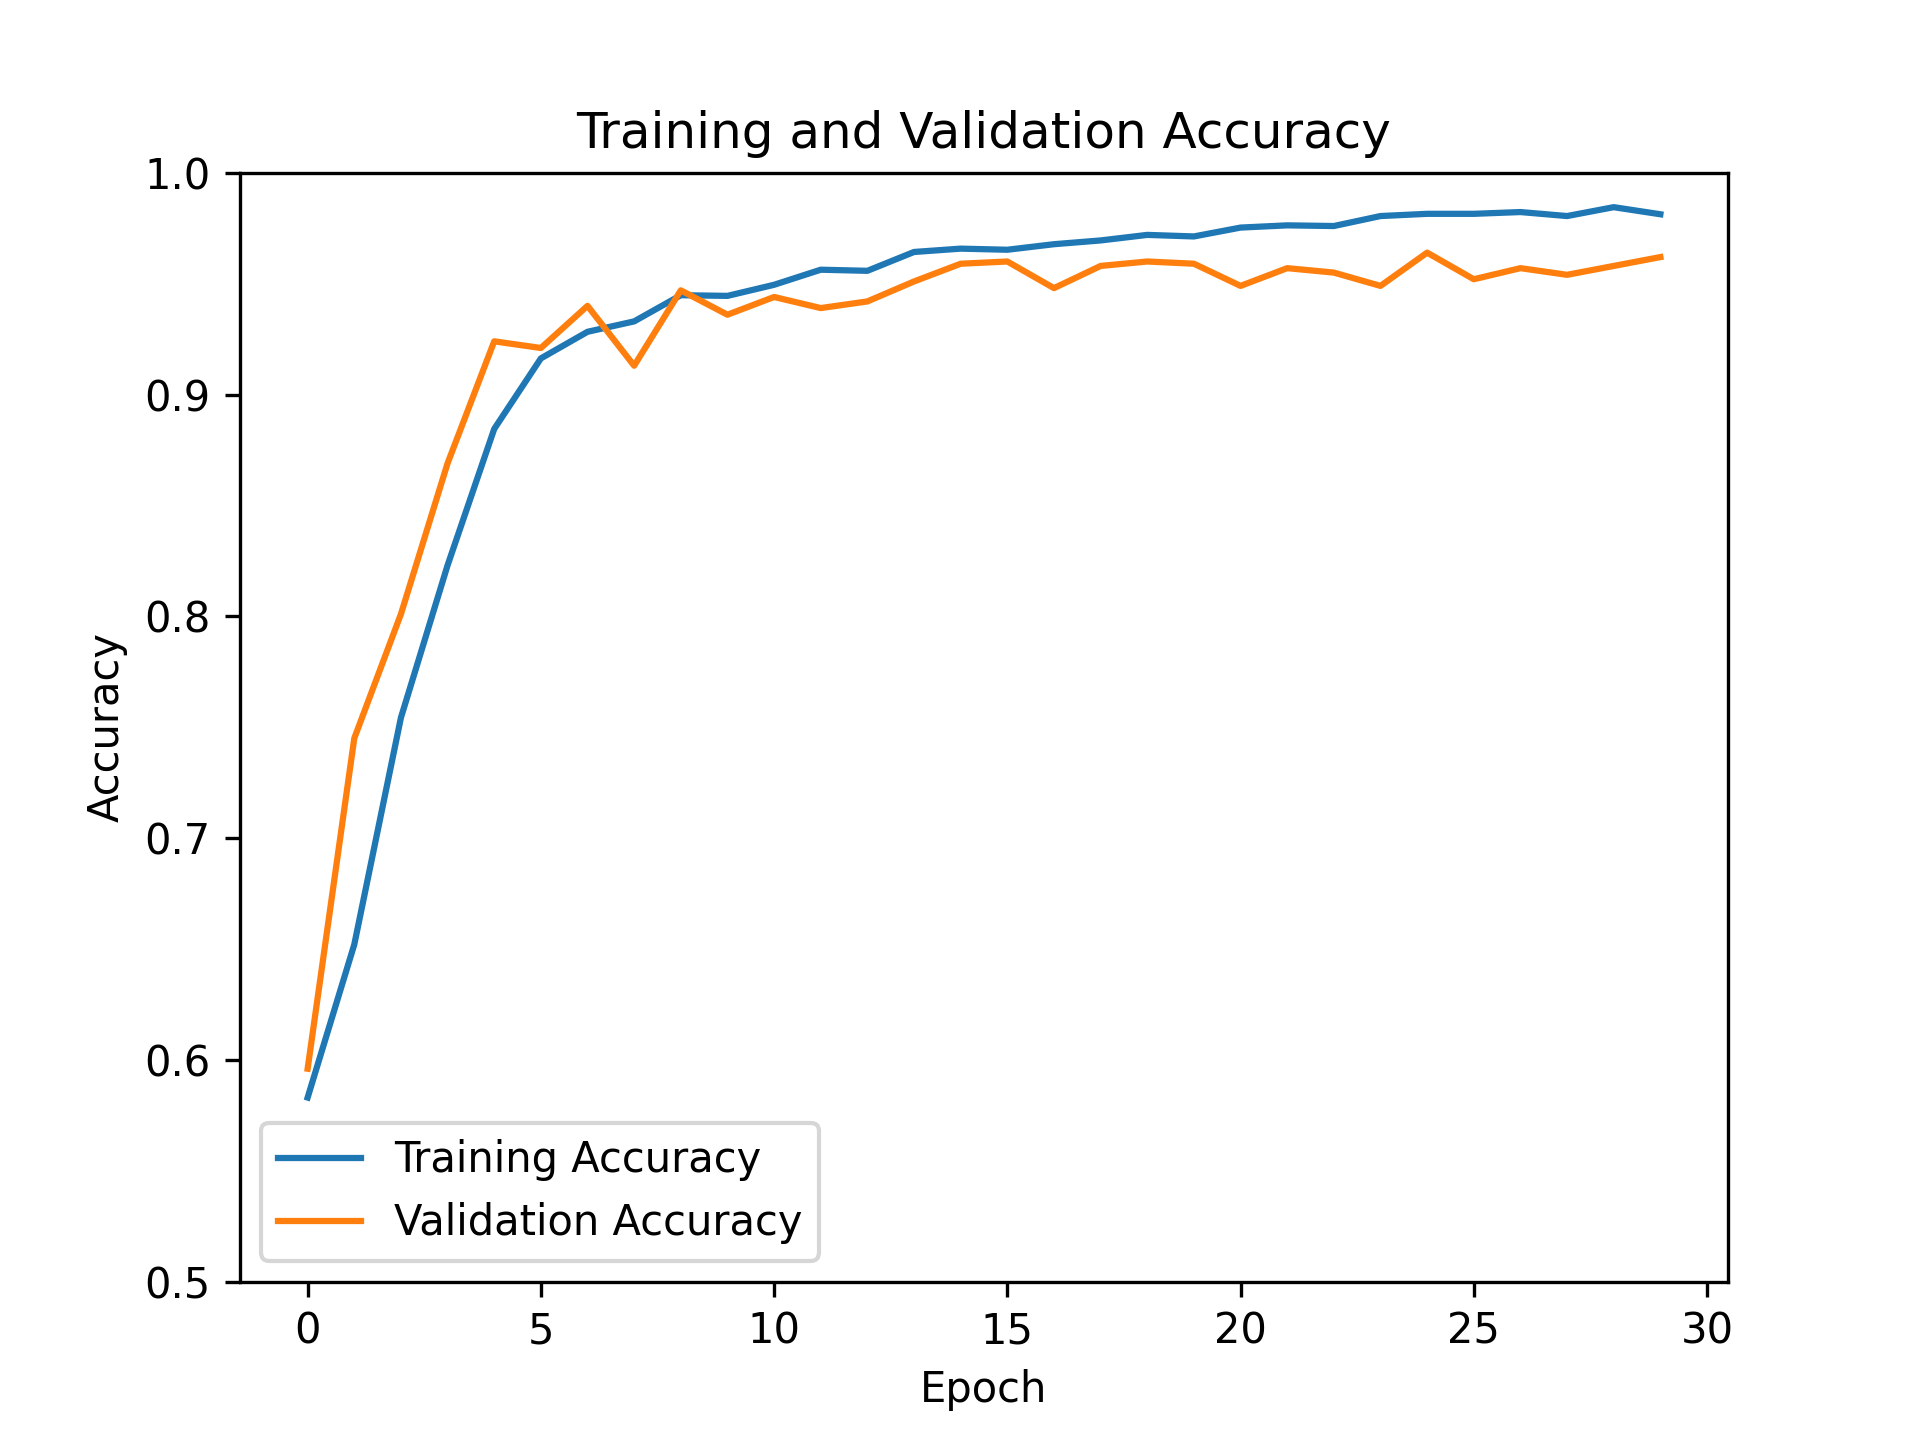 Training and Validation Accuracy
1.0
0.9
0.8
0.7
0.6
0.5
Accuracy
Training Accuracy
Validation Accuracy
0 5 10 15 20 25 30
Epoch